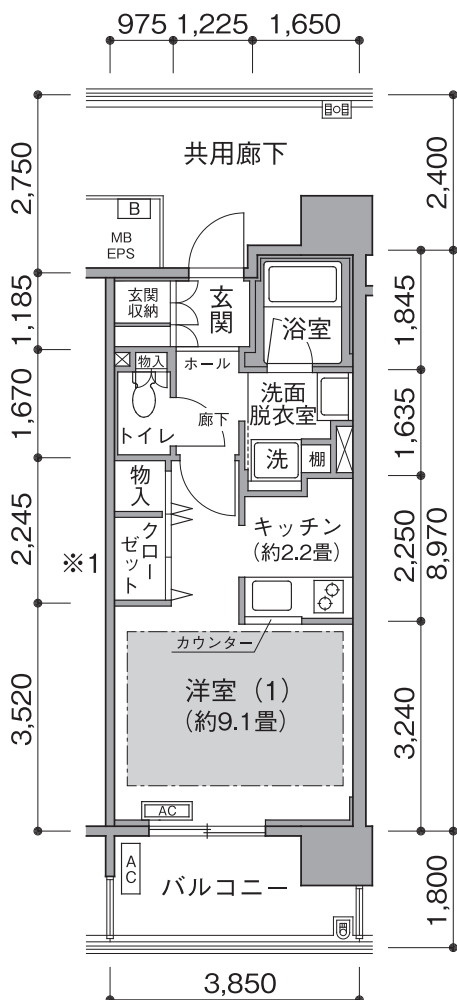 975 1,225 1,650
2,750
2,400
共用廊下
B
MB
EPS
1,185
1,845
玄関
収納
玄関
浴室
ホール
1,670
1,635
物入
洗面
脱衣室
トイレ
廊下
洗
棚
2,245
2,250
8,970
物入
クロー
ゼット
※1
キッチン
(約2.2畳)
カウンター
3,520
3,240
洋室（1）
(約9.1畳)
AC
AC
バルコニー
1,800
3,850